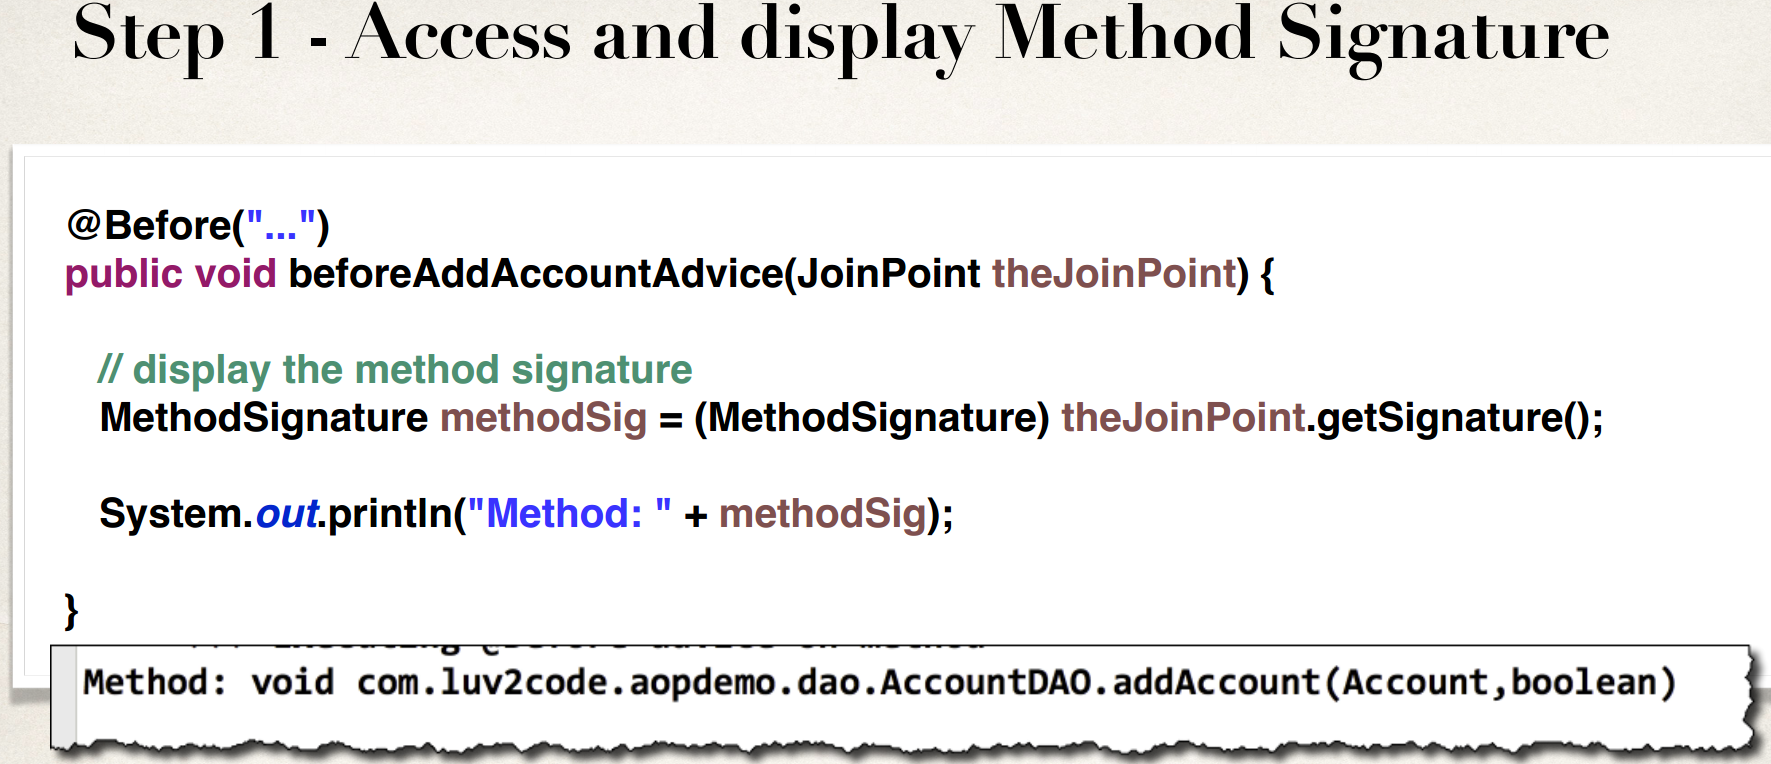 Step 1 - Access and display Method Signature
@Before("...")
public void beforeAddAccountAdvice(JoinPoint theJoinPoint) {
// display the method signature
MethodSignature methodSig = (MethodSignature) theJoinPoint.getSignature();
System.out.println("Method: " + methodSig);
}
Method: void com.luv2code.aopdemo.dao.AccountDAO.addAccount(Account,boolean)